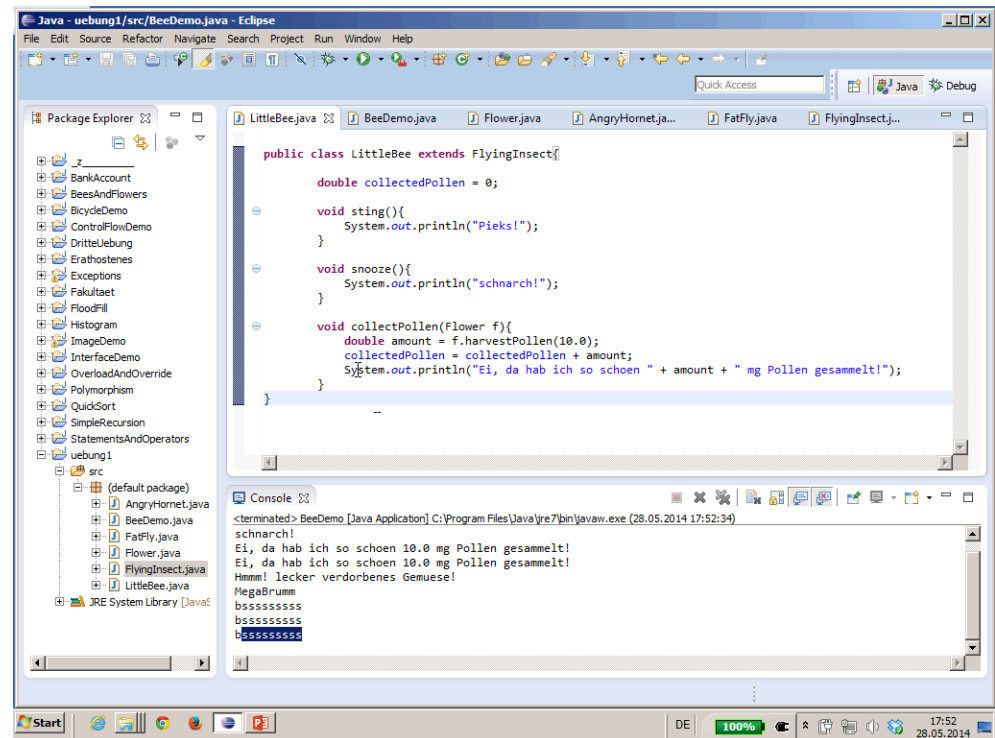 Java - uebung1/src/BeeDemo.java - Eclipse
File Edit Source Refactor Navigate Search Project Run Window Help
Quick Access
Java
Debug
Package Explorer
_z_________
BankAccount
BeesAndFlowers
BicycleDemo
ControlFlowDemo
DritteUebung
Erathostenes
Exceptions
Fakultaet
FloodFill
Histogram
ImageDemo
InterfaceDemo
OverloadAndOverride
Polymorphism
QuickSort
SimpleRecursion
StatementsAndOperators
uebung1
src
(default package)
AngryHornet.java
BeeDemo.java
FatFly.java
Flower.java
FlyingInsect.java
LittleBee.java
JRE System Library [JavaS
LittleBee.java
BeeDemo.java
Flower.java
AngryHornet.ja...
FatFly.java
FlyingInsect.j...
public class LittleBee extends FlyingInsect{
double collectedPollen = 0;
void sting(){
System.out.println("Pieks!");
}
void snooze(){
System.out.println("schnarch!");
}
void collectPollen(Flower f){
double amount = f.harvestPollen(10.0);
collectedPollen = collectedPollen + amount;
System.out.println("Ei, da hab ich so schoen " + amount + " mg Pollen gesammelt!");
}
}
Console
<terminated> BeeDemo [Java Application] C:\Program Files\Java\jre7\bin\javaw.exe (28.05.2014 17:52:34)
schnarch!
Ei, da hab ich so schoen 10.0 mg Pollen gesammelt!
Ei, da hab ich so schoen 10.0 mg Pollen gesammelt!
Hmmm! lecker verdorbenes Gemuese!
MegaBrumm
bsssssssss
bsssssssss
bsssssssss
Start
DE
100%
17:52
28.05.2014